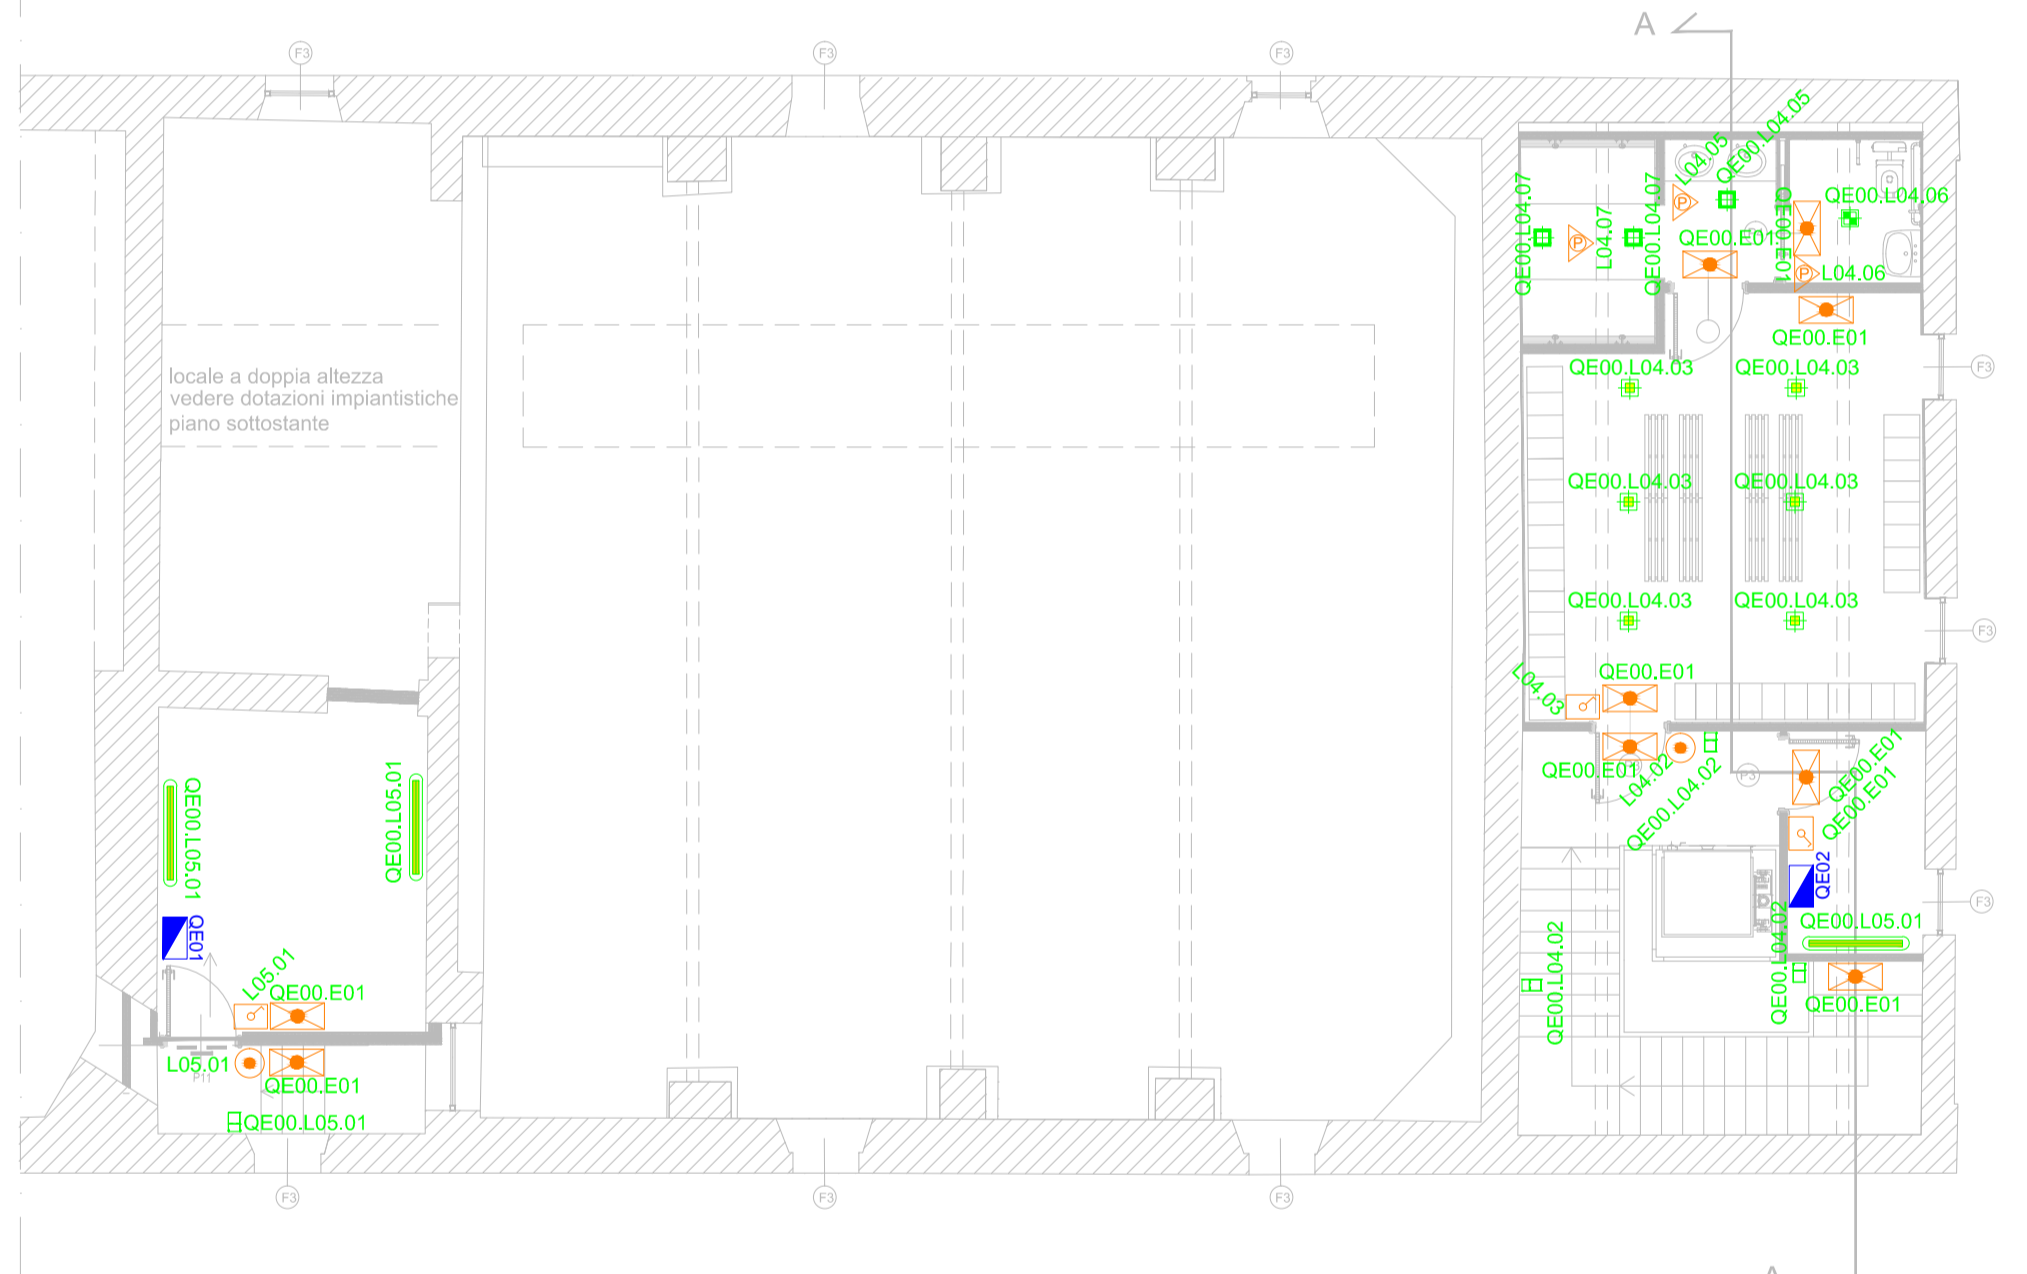 A
F3
F3
F3
QE00.L04.05
L04.05
P
QE00.L04.07
P
L04.07
QE00.L04.07
QE00.E01
QE00.E01
QE00.L04.06
P
L04.06
QE00.E01
QE00.L04.03
QE00.L04.03
F3
locale a doppia altezza
vedere dotazioni impiantistiche
piano sottostante
QE00.L04.03
QE00.L04.03
QE00.L04.03
QE00.L04.03
F3
L04.03
QE00.E01
QE00.E01
L04.02
QE00.L04.02
P3
QE00.E01
QE00.E01
QE00.L05.01
QE00.L05.01
QE02
F3
QE01
QE00.L04.02
QE00.L04.02
QE00.L05.01
QE00.E01
L05.01
QE00.E01
L05.01
P11
QE00.E01
QE00.L05.01
F3
F3
F3
A